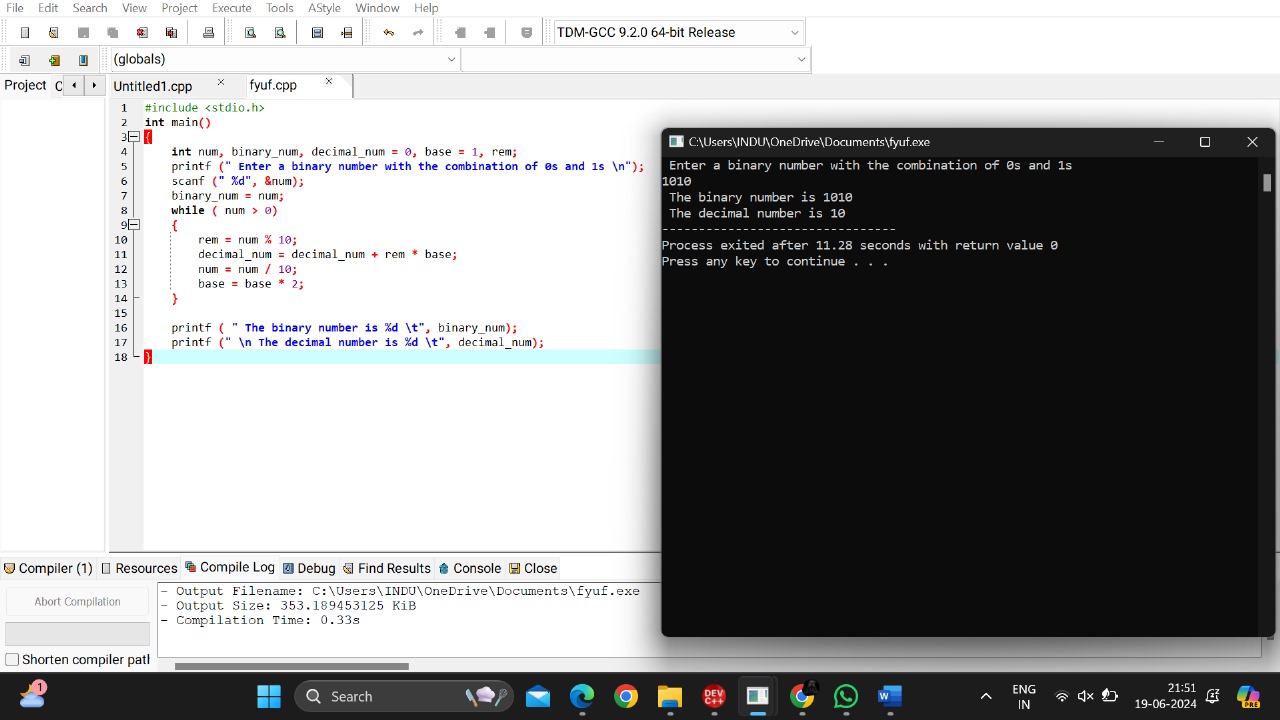 File Edit Search View Project Execute Tools AStyle Window Help
TDM-GCC 9.2.0 64-bit Release
(globals)
Project C Untitled1.cpp fyuf.cpp
1 #include <stdio.h>
2 int main()
3 {
4 int num, binary_num, decimal_num = 0, base = 1, rem;
5 printf (" Enter a binary number with the combination of 0s and 1s \n");
6 scanf (" %d", &num);
7 binary_num = num;
8 while ( num > 0)
9 {
10 rem = num % 10;
11 decimal_num = decimal_num + rem * base;
12 num = num / 10;
13 base = base * 2;
14 }
15
16 printf ( " The binary number is %d \t", binary_num);
17 printf (" \n The decimal number is %d \t", decimal_num);
18 }
C:\Users\INDU\OneDrive\Documents\fyuf.exe
Enter a binary number with the combination of 0s and 1s
1010
The binary number is 1010
The decimal number is 10
--------------------------------
Process exited after 11.28 seconds with return value 0
Press any key to continue . . .
Compiler (1) Resources Compile Log Debug Find Results Console Close
Abort Compilation
Shorten compiler patl
- Output Filename: C:\Users\INDU\OneDrive\Documents\fyuf.exe
- Output Size: 353.189453125 KiB
- Compilation Time: 0.33s
1
Search
DEV C++
W
ENG
IN
21:51
19-06-2024
PRE